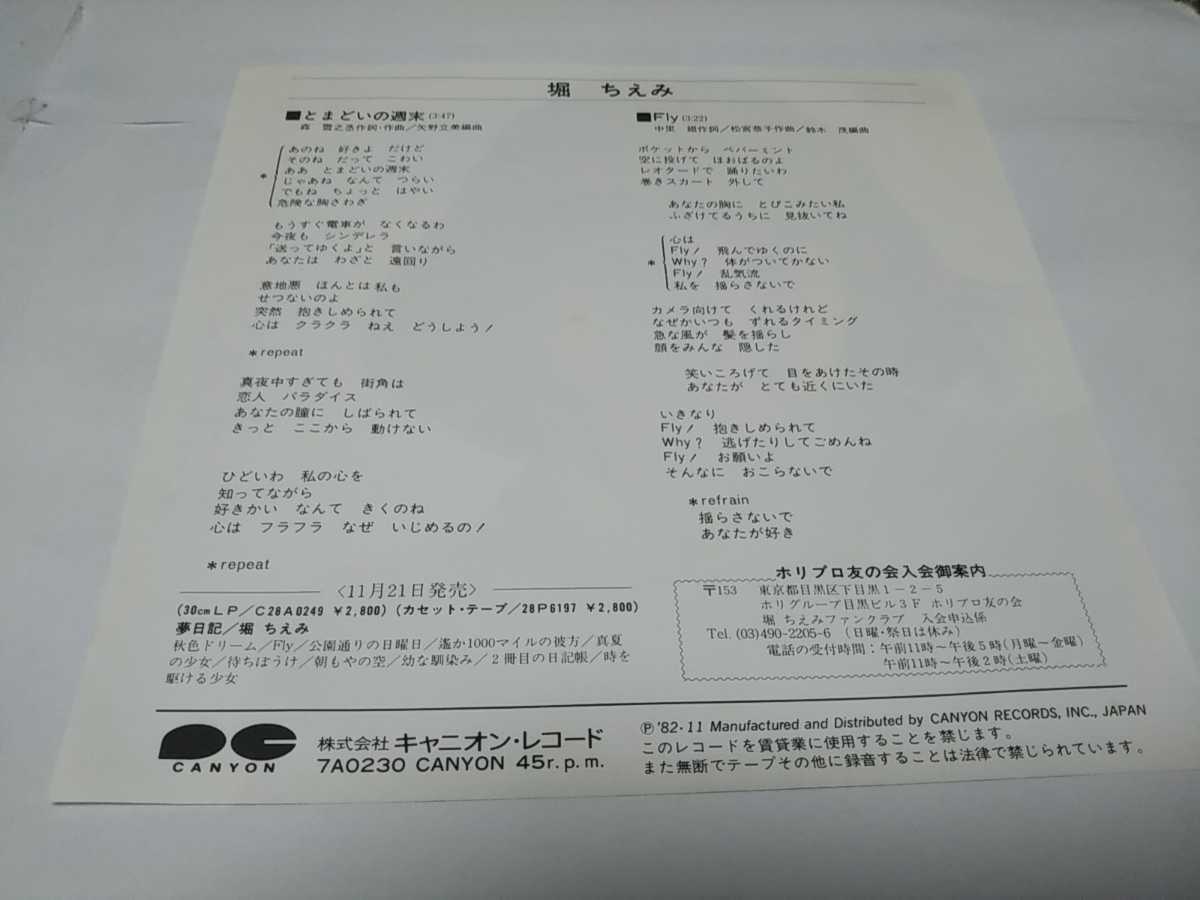 堀 ちえみ
■とまどいの週末(3:47)
森 雪之丞作詞・作曲/矢野立美編曲
あのね 好きよ だけど
そのね だって こわい
ああ とまどいの週末
* じゃあね なんて つらい
でもね ちょっと はやい
危険な胸さわぎ
もうすぐ電車が なくなるわ
今夜も シンデレラ
「送ってゆくよ」と 言いながら
あなたは わざと 遠回り
意地悪 ほんとは 私も
せつないのよ
突然 抱きしめられて
心は クラクラ ねえ どうしよう!
*repeat
真夜中すぎても 街角は
恋人 パラダイス
あなたの瞳に しばられて
きっと ここから 動けない
ひどいわ 私の心を
知ってながら
好きかい なんて きくのね
心は フラフラ なぜ いじめるの!
*repeat
■Fly(3:22)
中里 綴作詞/松宮恭子作曲/鈴木 茂編曲
ポケットから ペパーミント
空に投げて ほおばるのよ
レオタードで 踊りたいわ
巻きスカート 外して
あなたの胸に とびこみたい私
ふざけてるうちに 見抜いてね
心は
Fly! 飛んでゆくのに
* Why? 体がついてかない
Fly! 乱気流
私を 揺らさないで
カメラ向けて くれるけれど
なぜかいつも ずれるタイミング
急な風が 髪を揺らし
顔をみんな 隠した
笑いころげて 目をあけたその時
あなたが とても近くにいた
いきなり
Fly! 抱きしめられて
Why? 逃げたりしてごめんね
Fly! お願いよ
そんなに おこらないで
*refrain
揺らさないで
あなたが好き
〈11月21日発売〉
(30cmLP/C28A0249 ¥2,800)(カセット・テープ/28P6197 ¥2,800)
夢日記/堀 ちえみ
秋色ドリーム/Fly/公園通りの日曜日/遙か1000マイルの彼方/真夏
の少女/待ちぼうけ/朝もやの空/幼な馴染み/2冊目の日記帳/時を
駆ける少女
ホリプロ友の会入会御案内
〒153 東京都目黒区下目黒1-2-5
ホリグループ目黒ビル3F ホリプロ友の会
堀 ちえみファンクラブ 入会申込係
Tel.(03)490-2205-6 (日曜・祭日は休み)
電話の受付時間:午前11時〜午後5時(月曜〜金曜)
午前11時〜午後2時(土曜)
CANYON
株式会社 キャニオン・レコード
7A0230 CANYON 45r.p.m.
Ⓟ'82・11 Manufactured and Distributed by CANYON RECORDS, INC., JAPAN
このレコードを賃貸業に使用することを禁じます。
また無断でテープその他に録音することは法律で禁じられています。